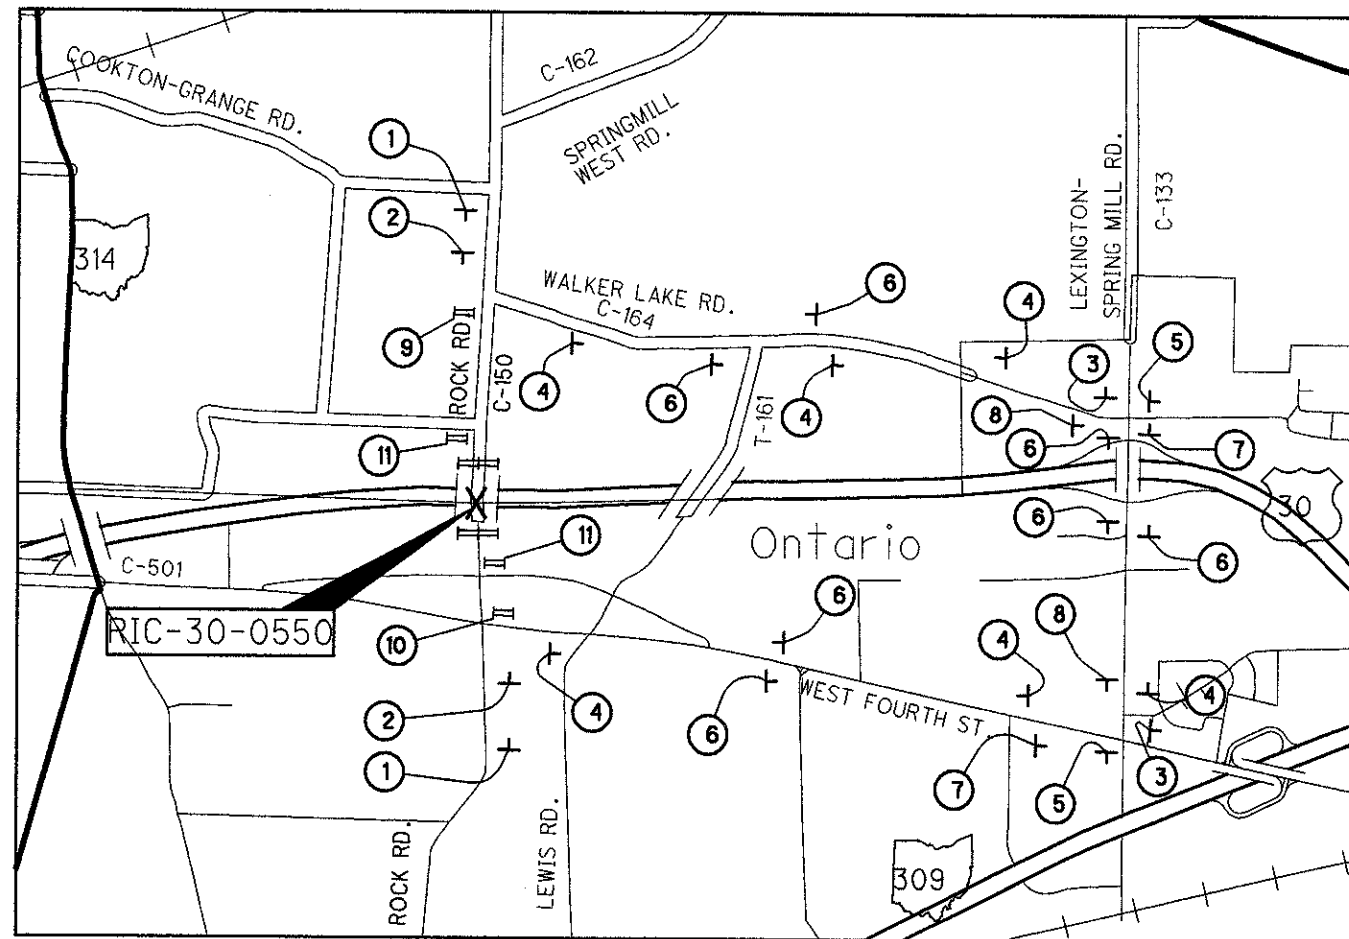 COOKTON-GRANGE RD.
C-162
SPRINGMILL
WEST RD.
1
2
314
LEXINGTON-
SPRING MILL RD.
C-133
WALKER LAKE RD.
C-164
6
4
9
ROCK RD
C-150
4
6
4
T-161
3
5
8
6
7
11
30
6
6
Ontario
C-501
11
RIC-30-0550
10
6
8
4
4
2
4
6
WEST FOURTH ST.
1
7
5
3
ROCK RD.
LEWIS RD.
309